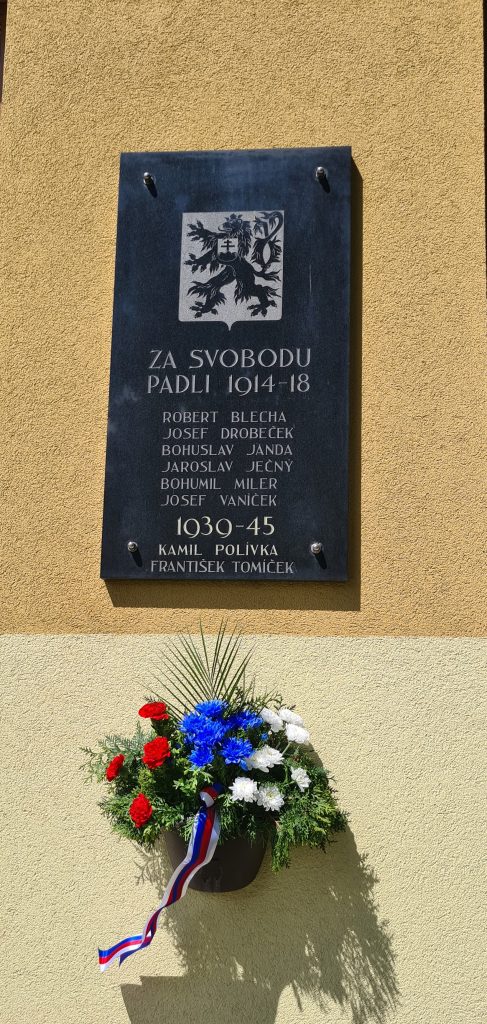 ZA SVOBODU
PADLI 1914-18
ROBERT BLECHA
JOSEF DROBEČEK
BOHUSLAV JANDA
JAROSLAV JEČNÝ
BOHUMIL MILER
JOSEF VANÍČEK
1939-45
KAMIL POLÍVKA
FRANTIŠEK TOMÍČEK